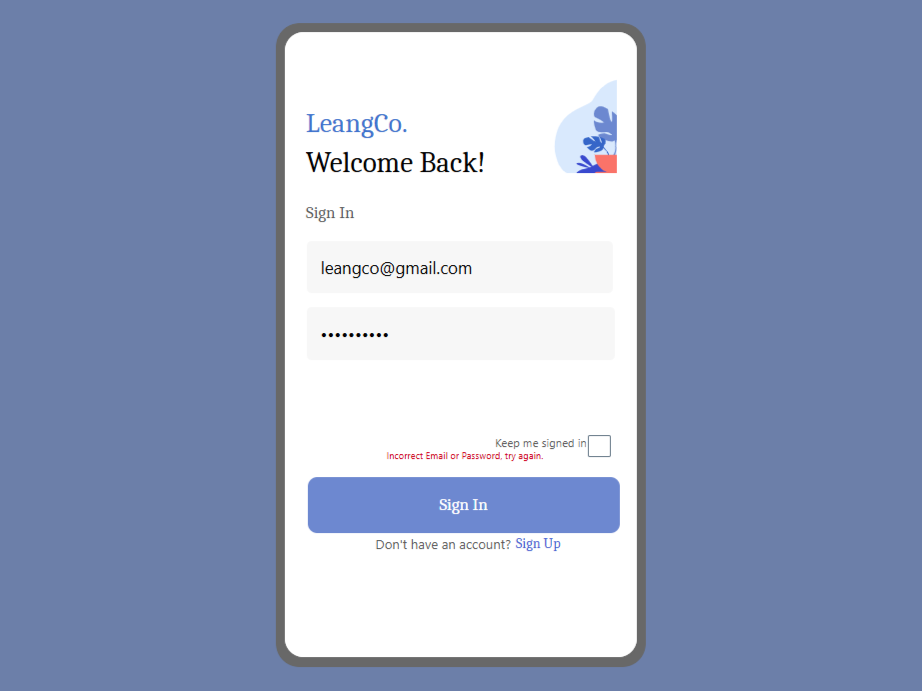 LeangCo.
Welcome Back!
Sign In
leangco@gmail.com
••••••••••
Keep me signed in
Incorrect Email or Password. try again.
Sign In
Don't have an account? Sign Up